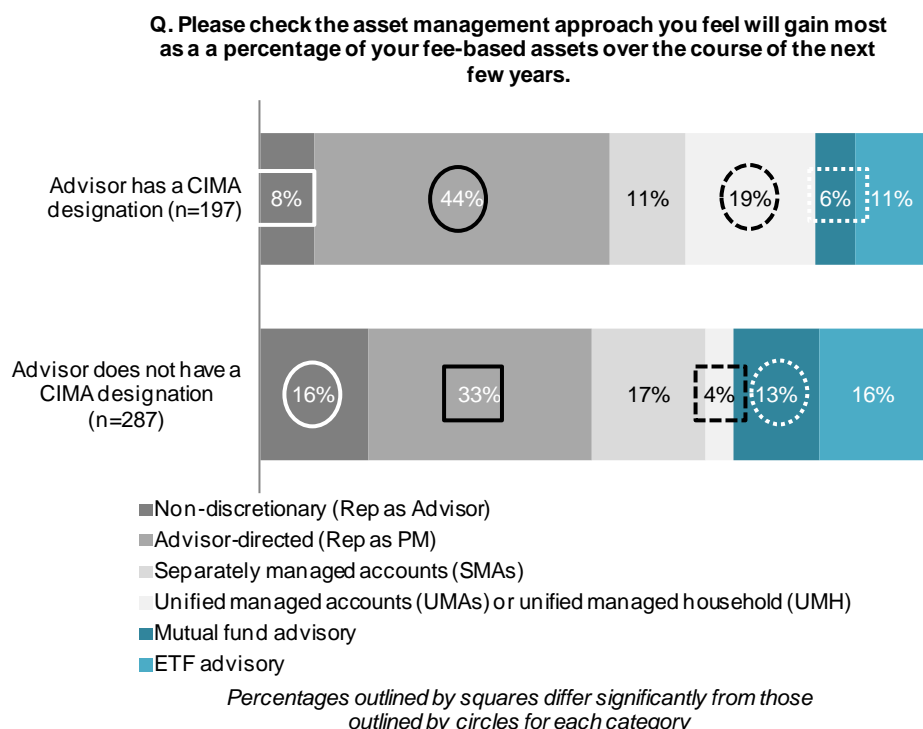 Q. Please check the asset management approach you feel will gain most
as a a percentage of your fee-based assets over the course of the next
few years.
Advisor has a CIMA
designation (n=197)
8% 44% 11% 19% 6% 11%
Advisor does not have a
CIMA designation
(n=287)
16% 33% 17% 4% 13% 16%
Non-discretionary (Rep as Advisor)
Advisor-directed (Rep as PM)
Separately managed accounts (SMAs)
Unified managed accounts (UMAs) or unified managed household (UMH)
Mutual fund advisory
ETF advisory
Percentages outlined by squares differ significantly from those
outlined by circles for each category